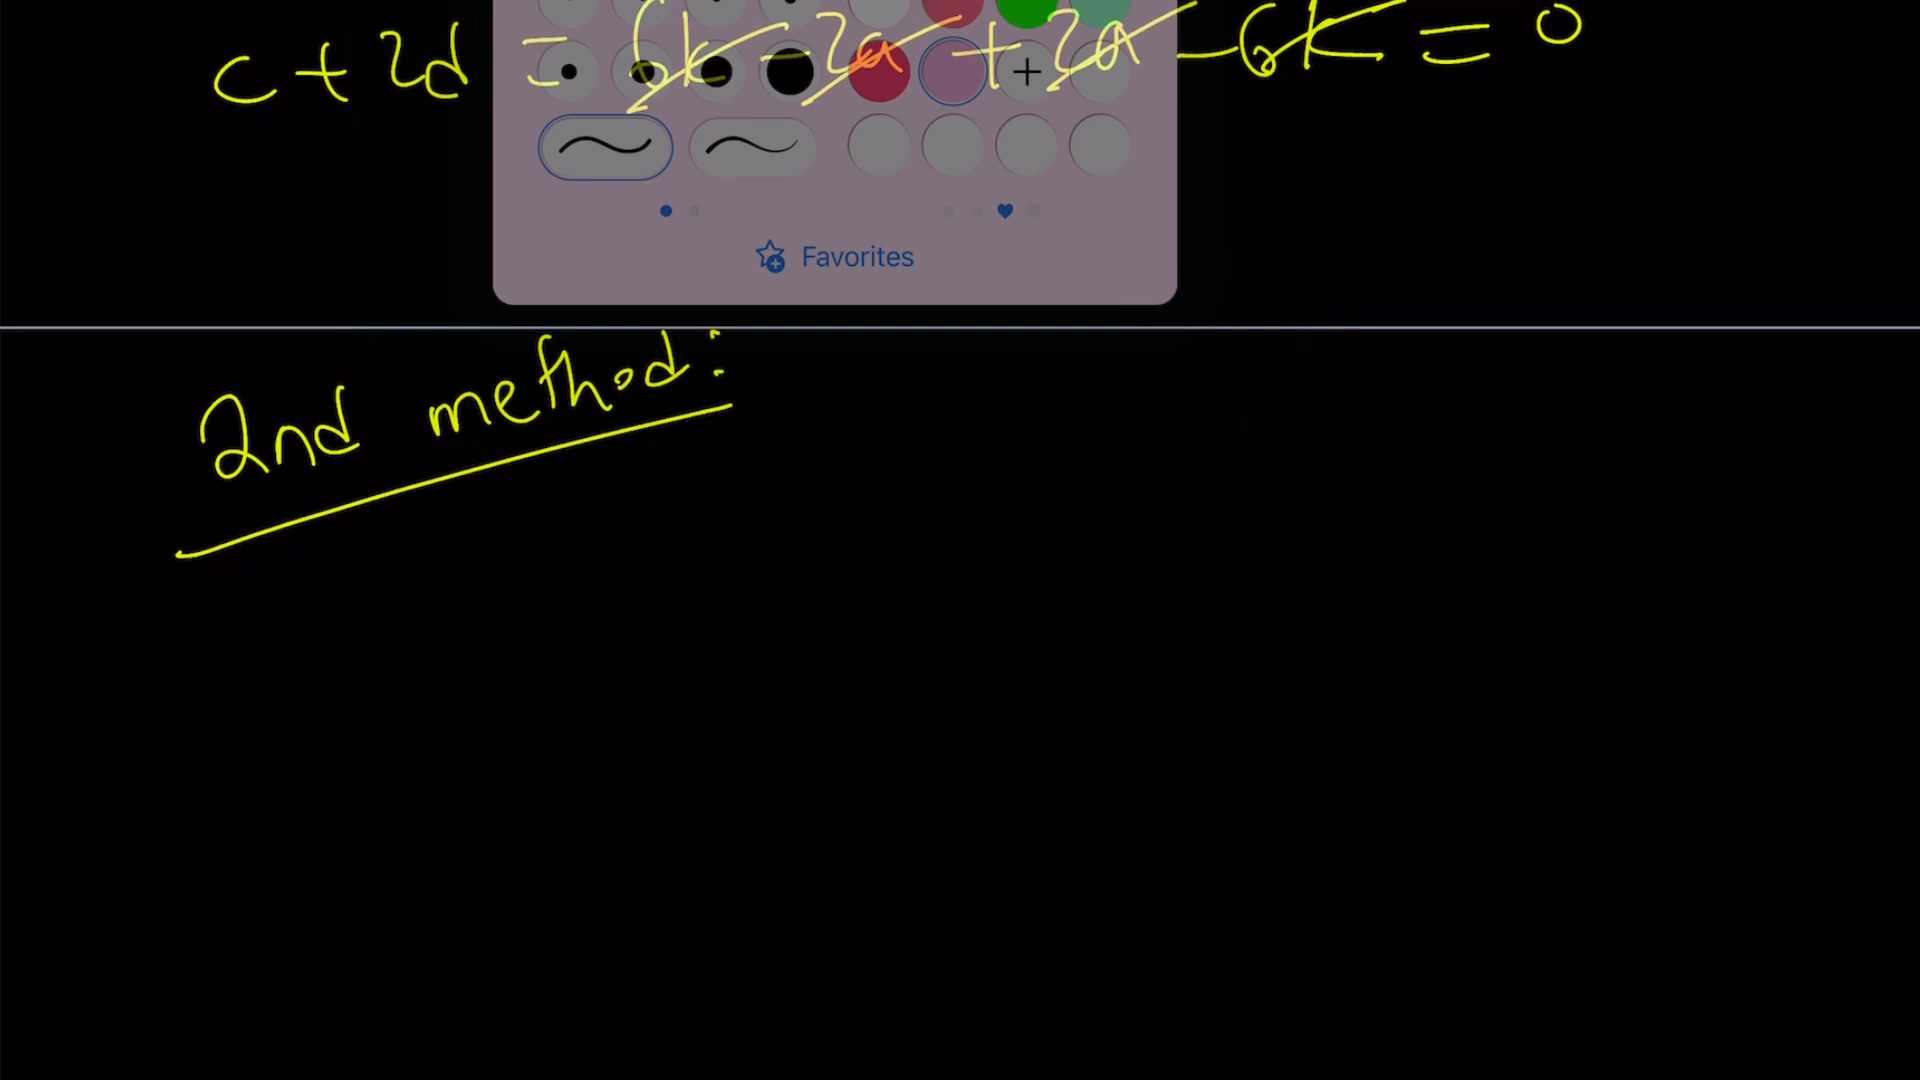 c + 2d = 6k - 2a + 2a - 6k = 0
Favorites
2nd method: